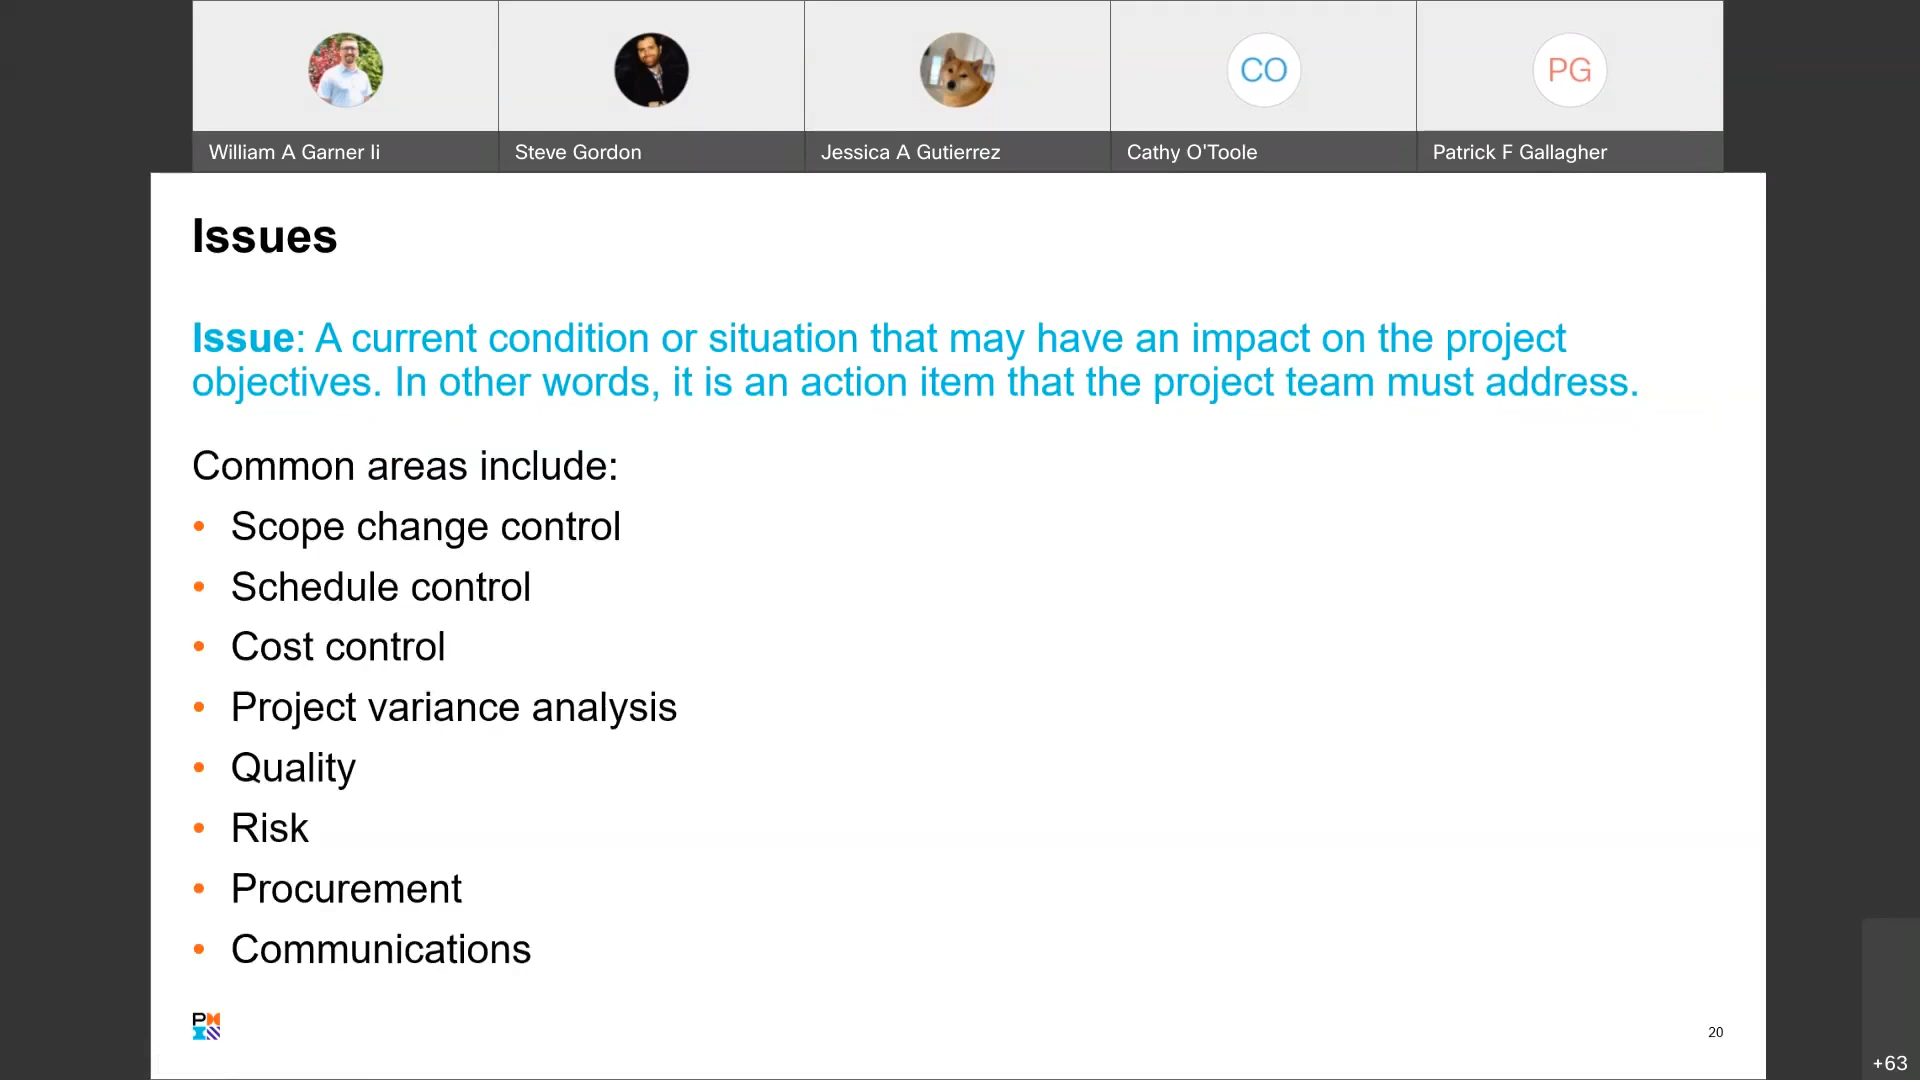 CO
PG
William A Garner Ii
Steve Gordon
Jessica A Gutierrez
Cathy O'Toole
Patrick F Gallagher
Issues
Issue: A current condition or situation that may have an impact on the project
objectives. In other words, it is an action item that the project team must address.
Common areas include:
• Scope change control
• Schedule control
• Cost control
• Project variance analysis
• Quality
• Risk
• Procurement
• Communications
20
+63